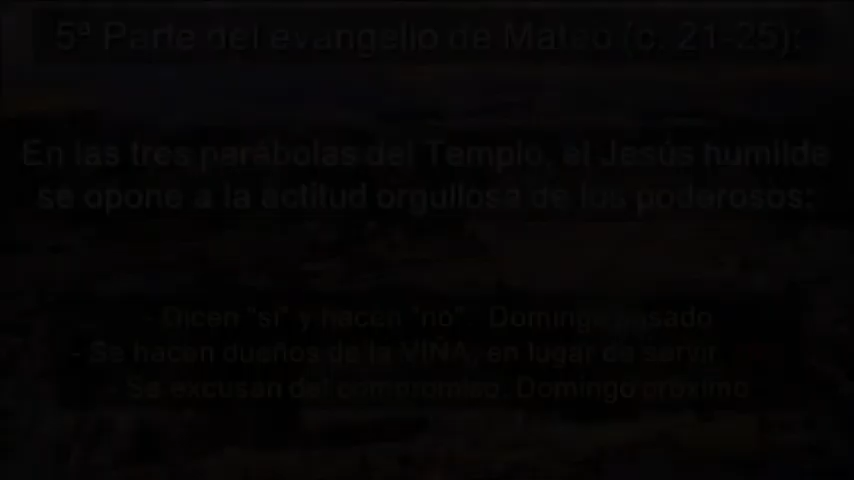 5ª Parte del evangelio de Mateo (c. 21-25):
En las tres parábolas del Templo, el Jesús humilde
se opone a la actitud orgullosa de los poderosos:
- Dicen "sí" y hacen "no". Domingo pasado
- Se hacen dueños de la VIÑA, en lugar de servir
- Se excusan del compromiso. Domingo próximo